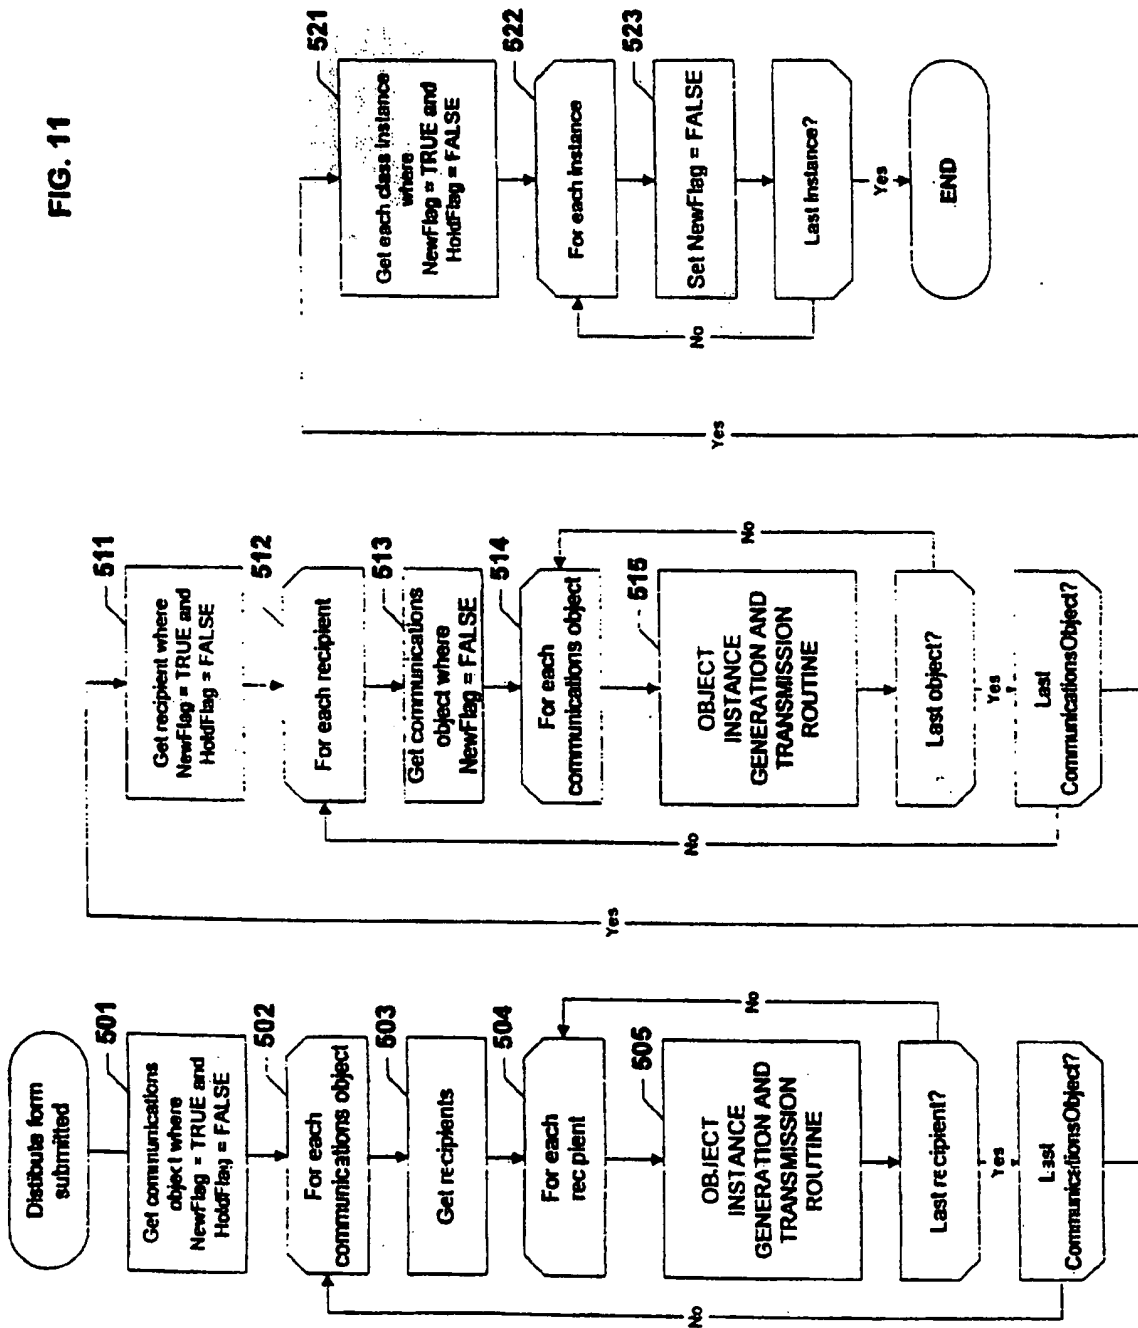 FIG. 11
Distibute form
submitted
501
Get communications
object where
NewFlag = TRUE and
HoldFlag = FALSE
502
For each
communications object
503
Get recipients
504
For each
recipient
505
OBJECT
INSTANCE
GENERATION AND
TRANSMISSION
ROUTINE
Last recipient?
No
Yes
Last
CommunicationsObject?
No
Yes
511
Get recipient where
NewFlag = TRUE and
HoldFlag = FALSE
512
For each recipient
513
Get communications
object where
NewFlag = FALSE
514
For each
communications object
515
OBJECT
INSTANCE
GENERATION AND
TRANSMISSION
ROUTINE
Last object?
No
Yes
Last
CommunicationsObject?
No
Yes
521
Get each class instance
where
NewFlag = TRUE and
HoldFlag = FALSE
522
For each instance
523
Set NewFlag = FALSE
Last instance?
No
Yes
END